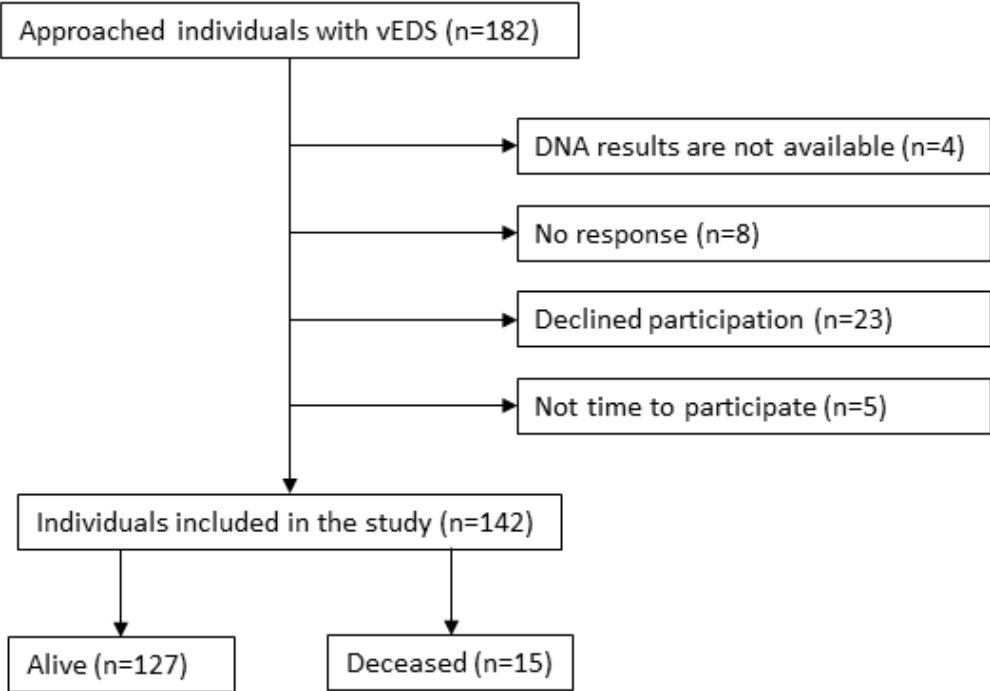 Approached individuals with vEDS (n=182)
DNA results are not available (n=4)
No response (n=8)
Declined participation (n=23)
Not time to participate (n=5)
Individuals included in the study (n=142)
Alive (n=127)
Deceased (n=15)